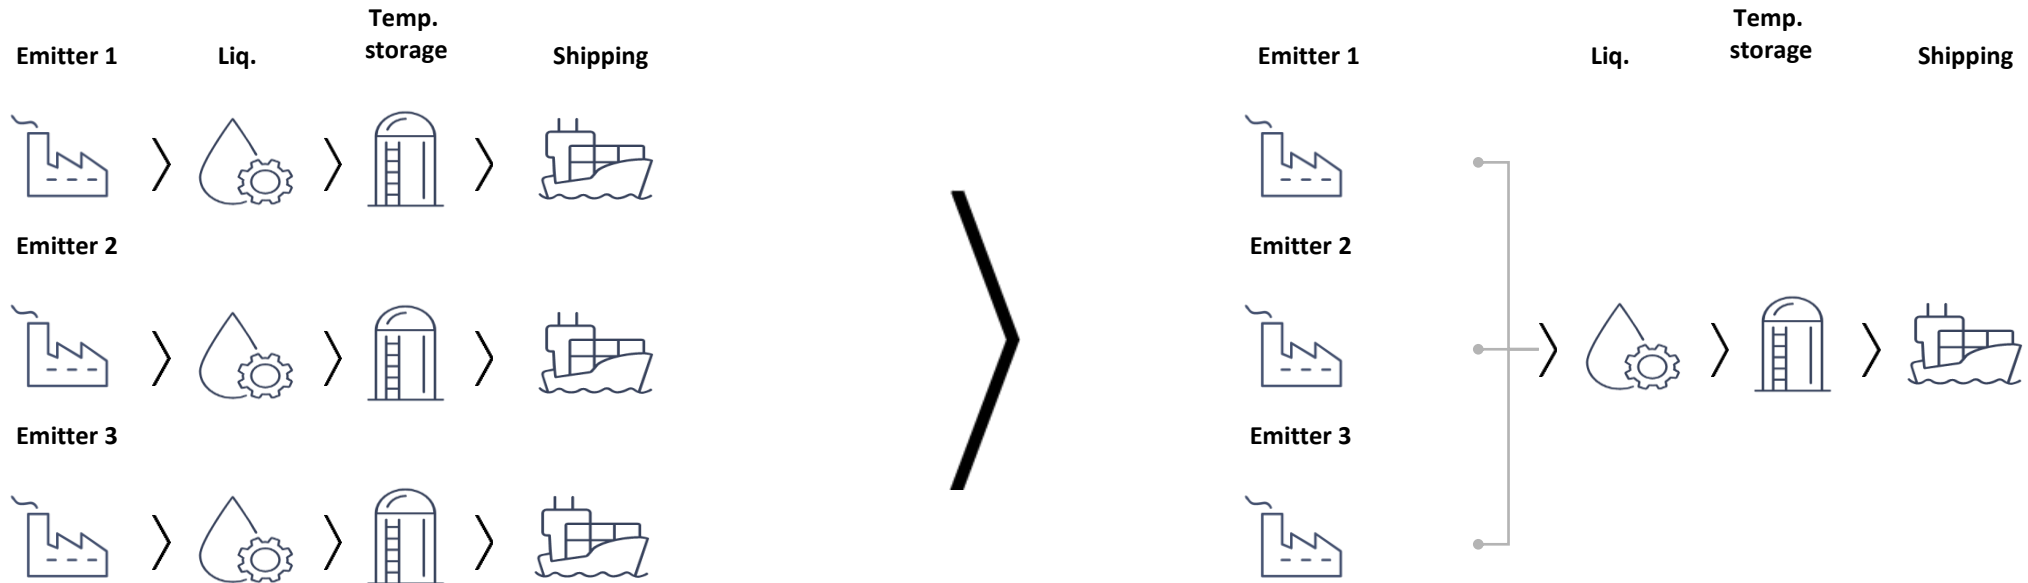 Emitter 1
Liq.
Temp.
storage
Shipping
Emitter 2
Emitter 3
Emitter 1
Liq.
Temp.
storage
Shipping
Emitter 2
Emitter 3